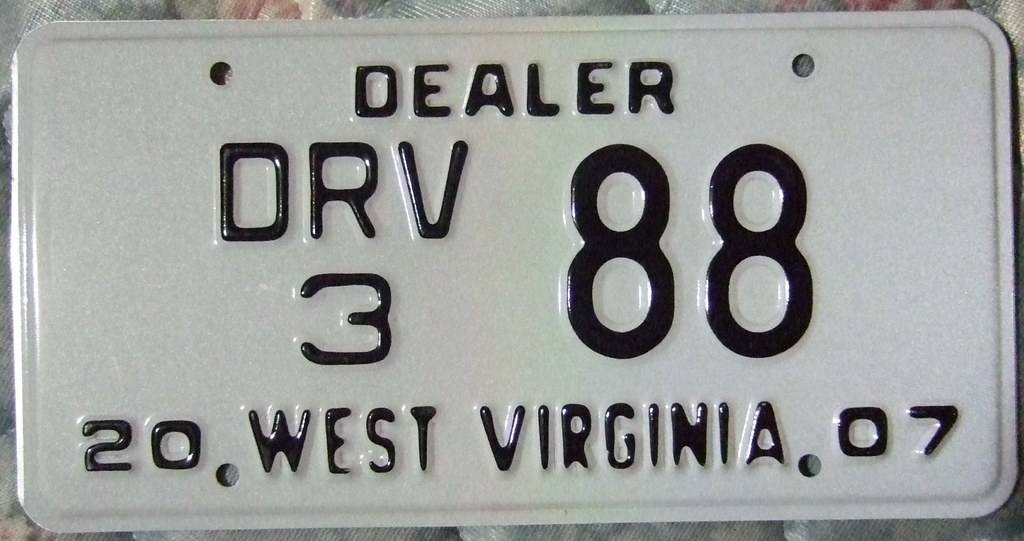 DEALER
DRV 88
3
20 WEST VIRGINIA 07